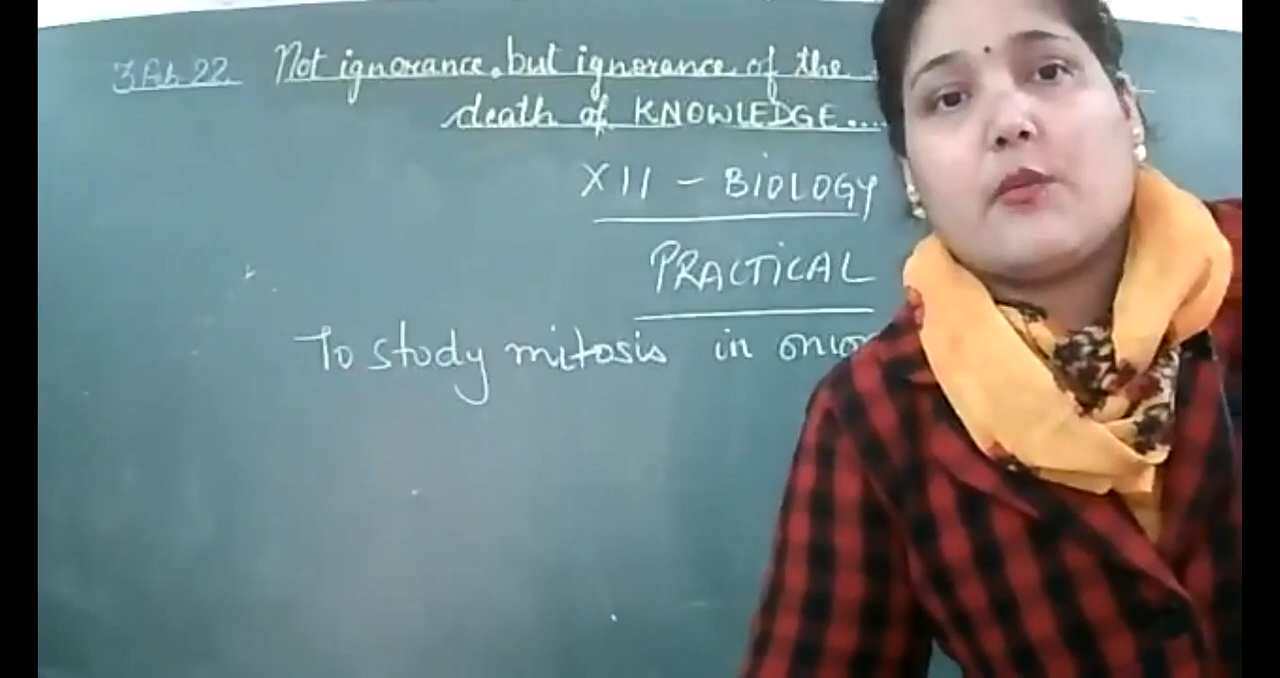 3 Feb 22. Not ignorance, but ignorance of the
death of KNOWLEDGE....
XII - BIOLOGY
PRACTICAL
To study mitosis in onion